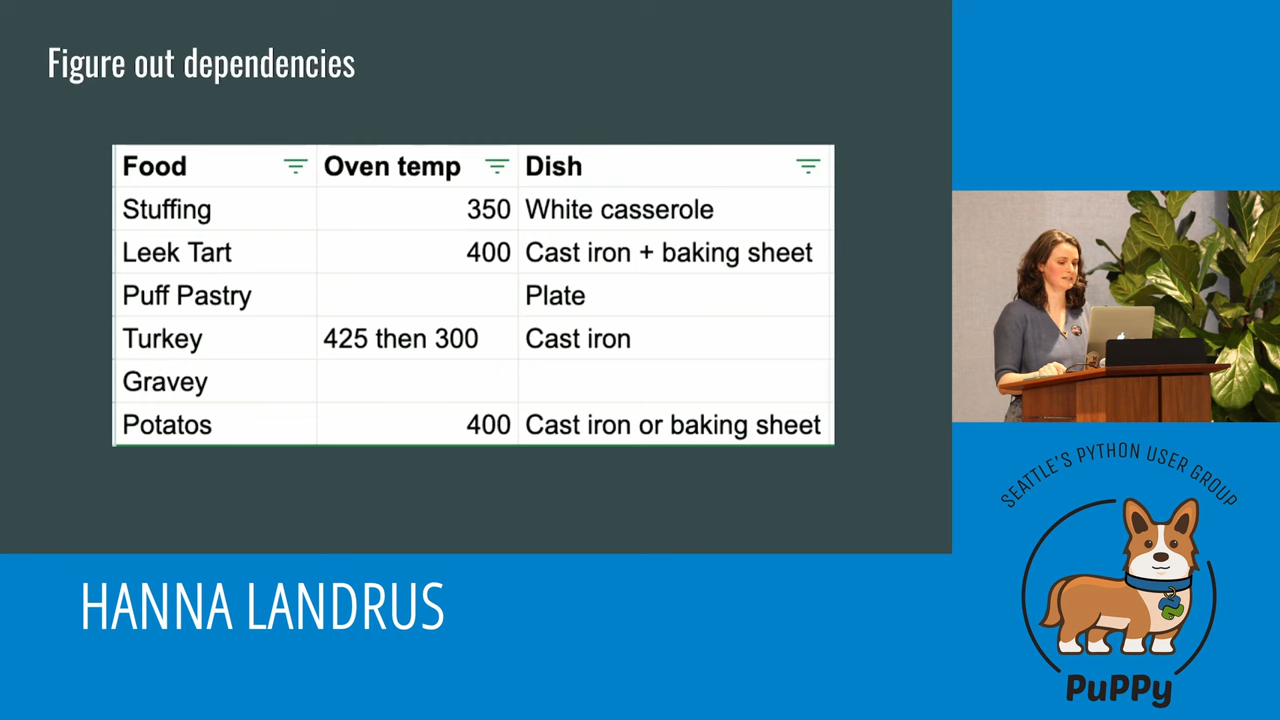 Figure out dependencies
Food Oven temp Dish
Stuffing 350 White casserole
Leek Tart 400 Cast iron + baking sheet
Puff Pastry Plate
Turkey 425 then 300 Cast iron
Gravey
Potatos 400 Cast iron or baking sheet
HANNA LANDRUS
SEATTLE'S PYTHON USER GROUP
PuPPy